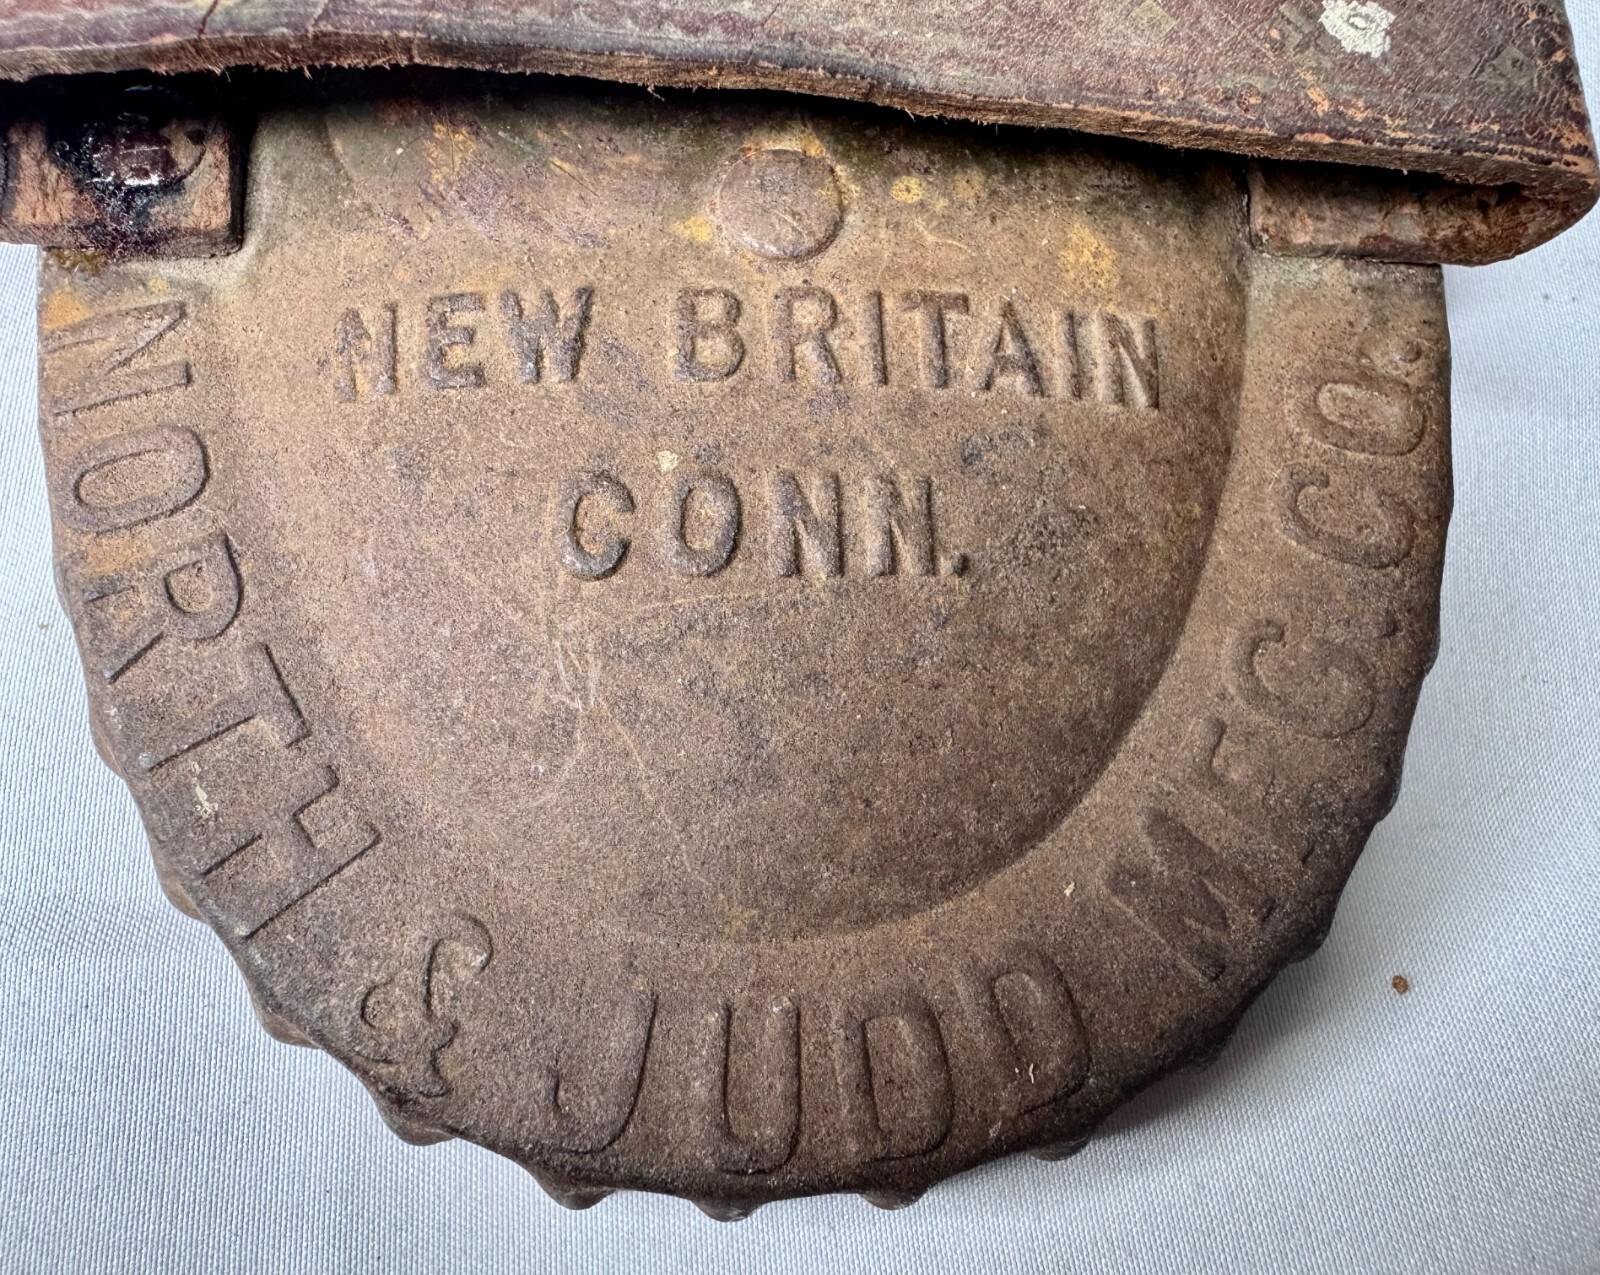 NEW BRITAIN
CONN.
NORTH & JUDD MFG. CO.